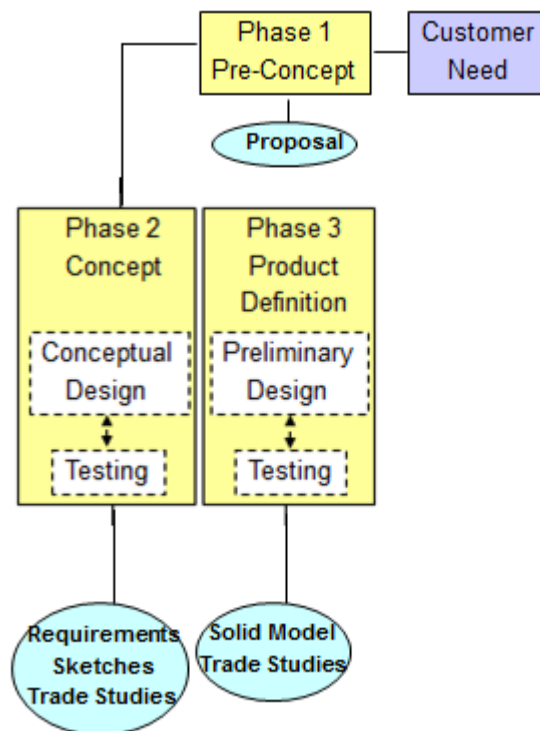 Phase 1
Pre-Concept
Customer
Need
Proposal
Phase 2
Concept
Conceptual
Design
Testing
Phase 3
Product
Definition
Preliminary
Design
Testing
Requirements
Sketches
Trade Studies
Solid Model
Trade Studies